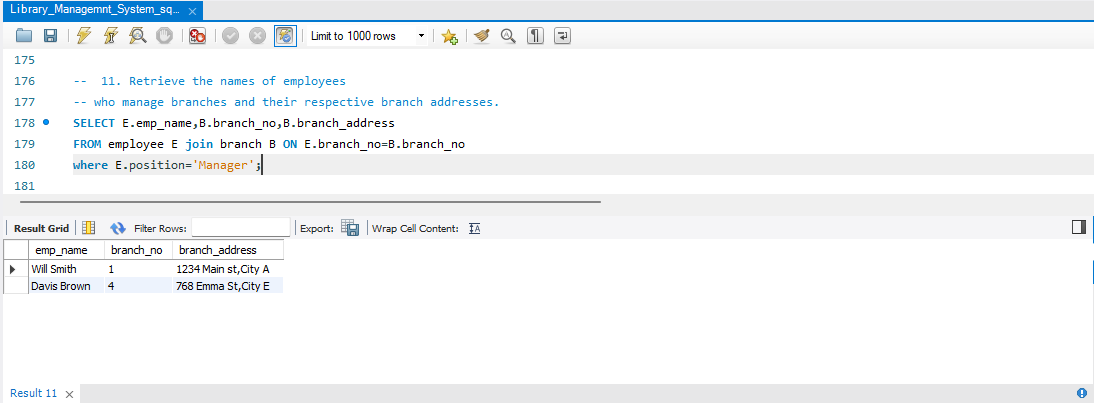 Library_Managemnt_System_sq...
Limit to 1000 rows
175
176 -- 11. Retrieve the names of employees
177 -- who manage branches and their respective branch addresses.
178 SELECT E.emp_name,B.branch_no,B.branch_address
179 FROM employee E join branch B ON E.branch_no=B.branch_no
180 where E.position='Manager';
181
Result Grid Filter Rows: Export: Wrap Cell Content:
emp_name branch_no branch_address
Will Smith 1 1234 Main st,City A
Davis Brown 4 768 Emma St,City E
Result 11